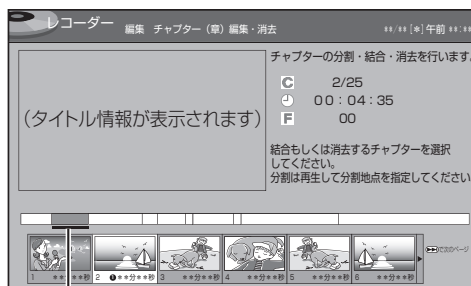 レコーダー 編集 チャプター（章）編集・消去 **/**[*]午前**:**
チャプターの分割・結合・消去を行います。
C 2/25
00：04：35
F 00
(タイトル情報が表示されます)
結合もしくは消去するチャプターを選択
してください。
分割は再生して分割地点を指定してください
で次のページ
1 **分**秒 2 ❶**分**秒 3 **分**秒 4 **分**秒 5 **分**秒 6 **分**秒